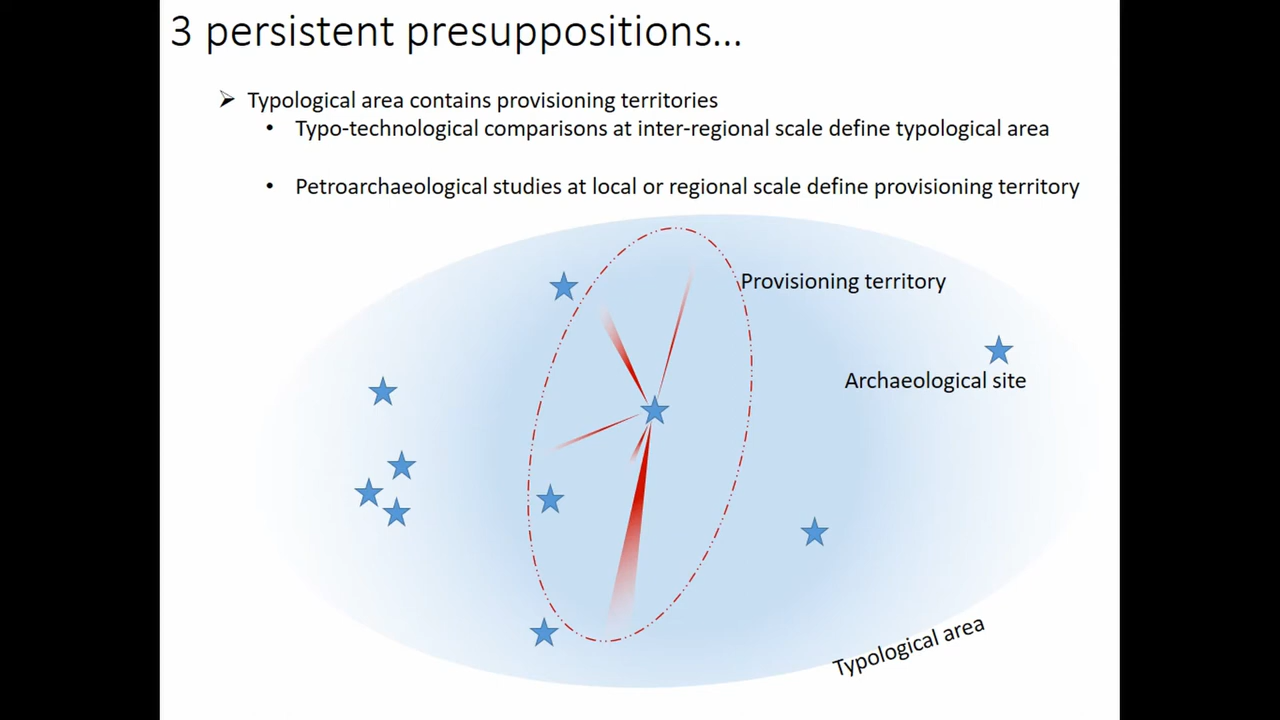 3 persistent presuppositions...
➢ Typological area contains provisioning territories
• Typo-technological comparisons at inter-regional scale define typological area
• Petroarchaeological studies at local or regional scale define provisioning territory
Provisioning territory
Archaeological site
Typological area